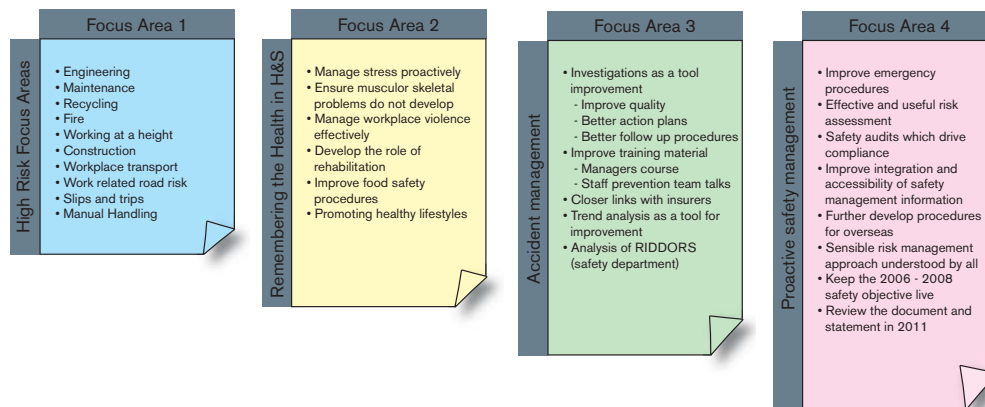 Focus Area 1
High Risk Focus Areas
• Engineering
• Maintenance
• Recycling
• Fire
• Working at a height
• Construction
• Workplace transport
• Work related road risk
• Slips and trips
• Manual Handling
Focus Area 2
Remembering the Health in H&S
• Manage stress proactively
• Ensure musculor skeletal
problems do not develop
• Manage workplace violence
effectively
• Develop the role of
rehabilitation
• Improve food safety
procedures
• Promoting healthy lifestyles
Focus Area 3
Accident management
• Investigations as a tool
improvement
- Improve quality
- Better action plans
- Better follow up procedures
• Improve training material
- Managers course
- Staff prevention team talks
• Closer links with insurers
• Trend analysis as a tool for
improvement
• Analysis of RIDDORS
(safety department)
Focus Area 4
Proactive safety management
• Improve emergency
procedures
• Effective and useful risk
assessment
• Safety audits which drive
compliance
• Improve integration and
accessibility of safety
management information
• Further develop procedures
for overseas
• Sensible risk management
approach understood by all
• Keep the 2006 - 2008
safety objective live
• Review the document and
statement in 2011